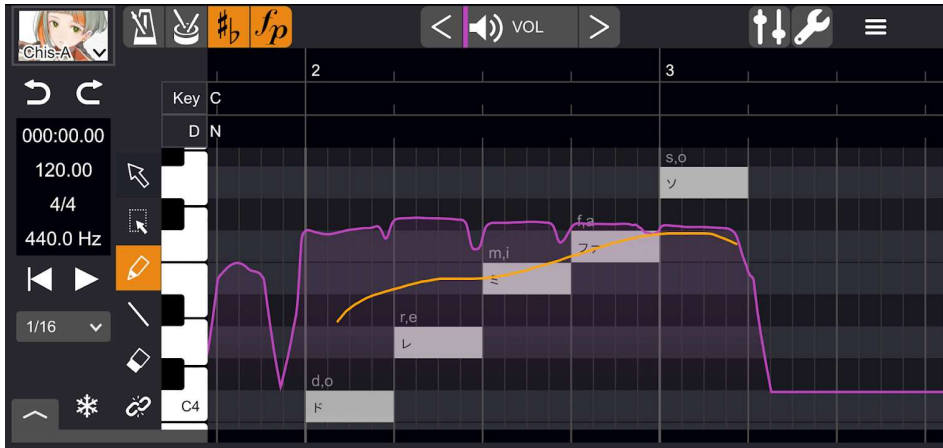 Chis-A
♯♭ fp
VOL
2
3
Key C
D N
000:00.00
120.00
4/4
440.0 Hz
1/16
s,o
ソ
f,a
ファ
m,i
ミ
r,e
レ
d,o
ド
C4